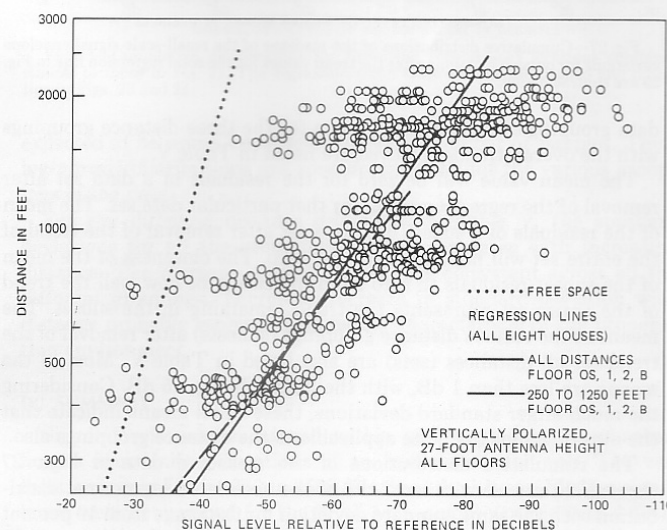 3000
2000
1000
500
300
DISTANCE IN FEET
FREE SPACE
REGRESSION LINES
(ALL EIGHT HOUSES)
ALL DISTANCES
FLOOR OS, 1, 2, B
250 TO 1250 FEET
FLOOR OS, 1, 2, B
VERTICALLY POLARIZED,
27-FOOT ANTENNA HEIGHT
ALL FLOORS
-20 -30 -40 -50 -60 -70 -80 -90 -100 -110
SIGNAL LEVEL RELATIVE TO REFERENCE IN DECIBELS